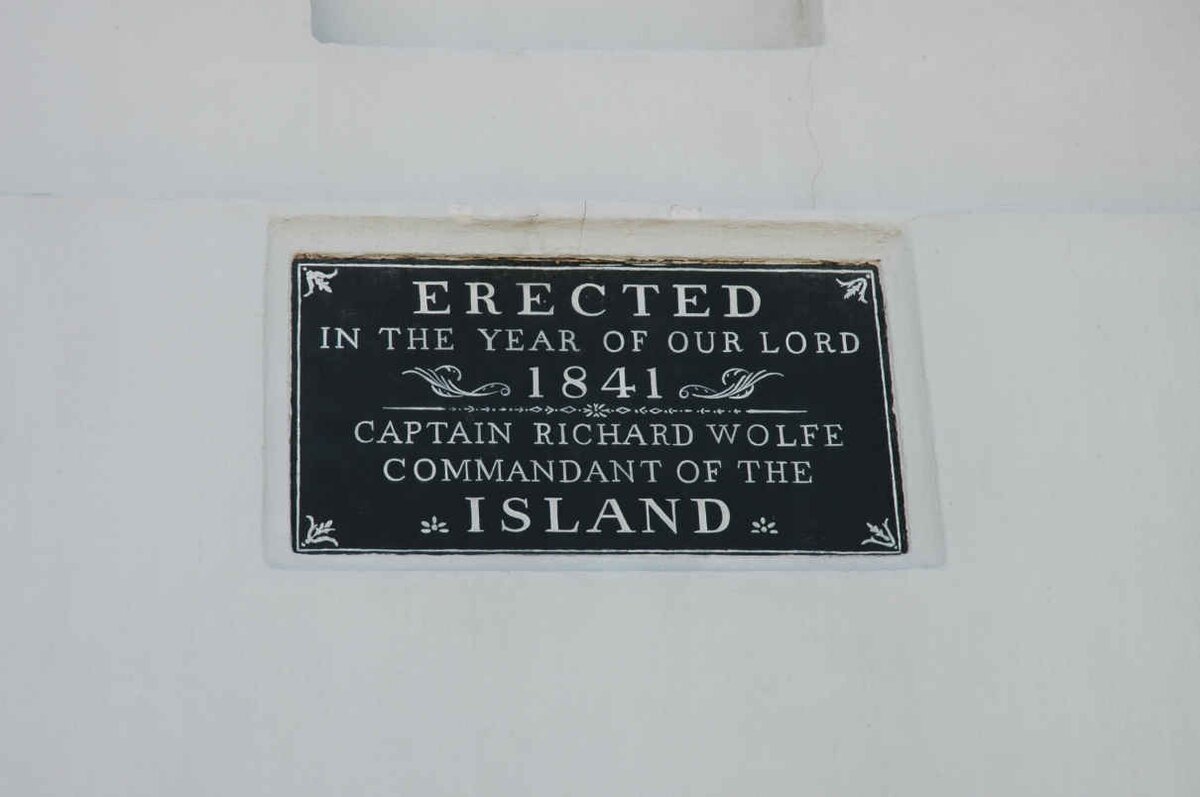 ERECTED
IN THE YEAR OF OUR LORD
1841
CAPTAIN RICHARD WOLFE
COMMANDANT OF THE
ISLAND